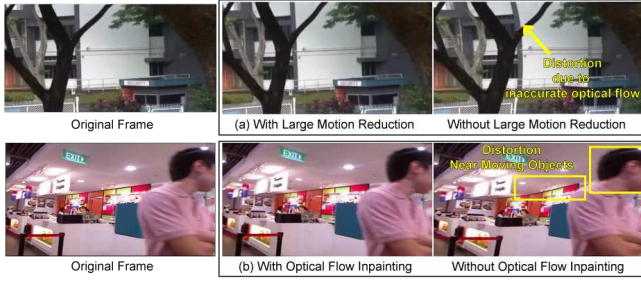 Distortion
due to
inaccurate optical flow
Original Frame
(a) With Large Motion Reduction
Without Large Motion Reduction
EXIT
EXIT
Distortion
Near Moving Objects
EXIT
Original Frame
(b) With Optical Flow Inpainting
Without Optical Flow Inpainting